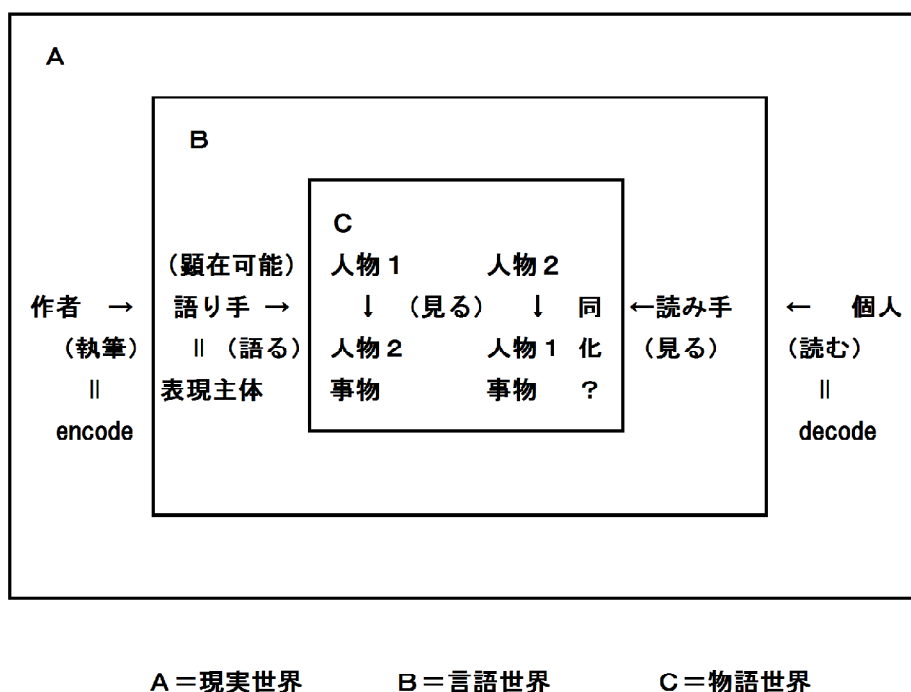 A
B
C
（顕在可能） 人物１ 人物２
作者 → 語り手 → ↓ （見る） ↓ 同 ←読み手 ← 個人
（執筆） ∥ （語る） 人物２ 人物１ 化 （見る） （読む）
∥ 表現主体 事物 事物 ？ ∥
encode decode
A＝現実世界 B＝言語世界 C＝物語世界